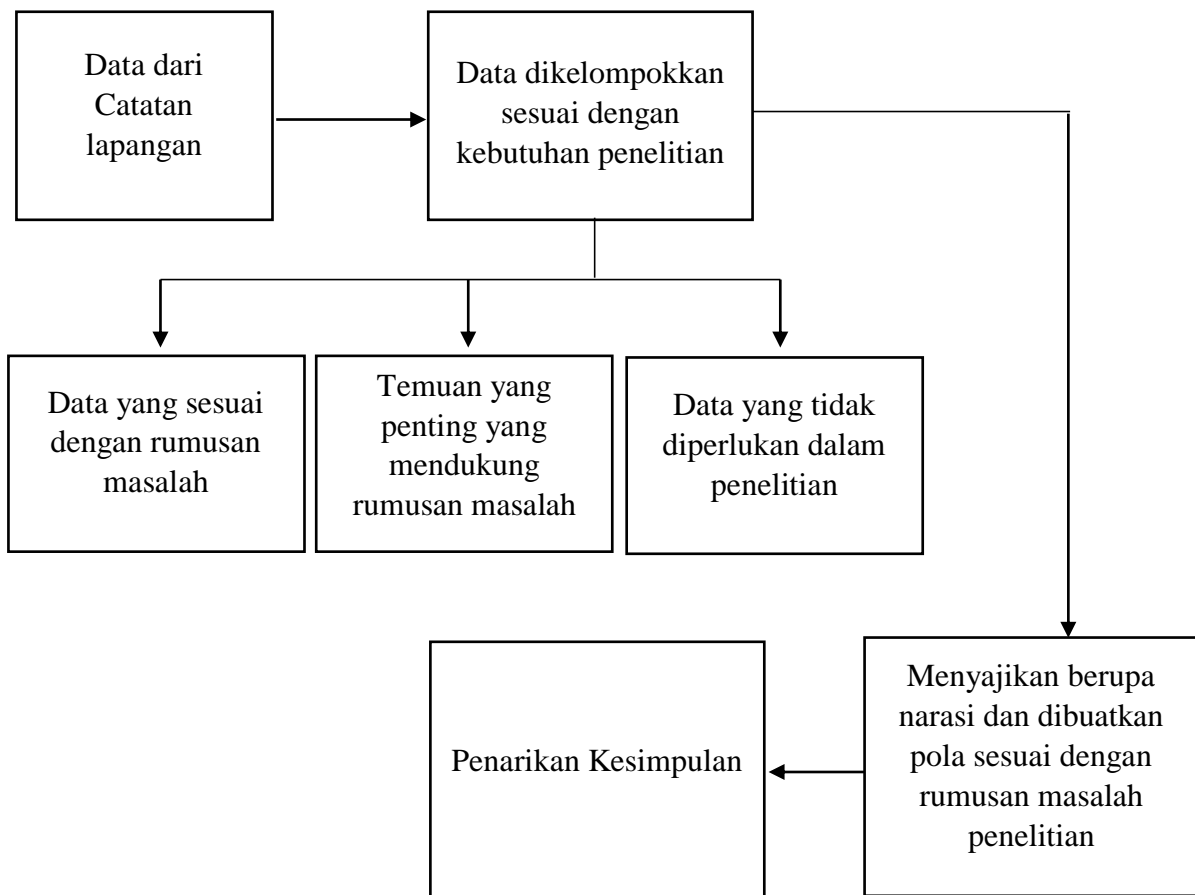 Data dari
Catatan
lapangan
Data dikelompokkan
sesuai dengan
kebutuhan penelitian
Data yang sesuai
dengan rumusan
masalah
Temuan yang
penting yang
mendukung
rumusan masalah
Data yang tidak
diperlukan dalam
penelitian
Menyajikan berupa
narasi dan dibuatkan
pola sesuai dengan
rumusan masalah
penelitian
Penarikan Kesimpulan